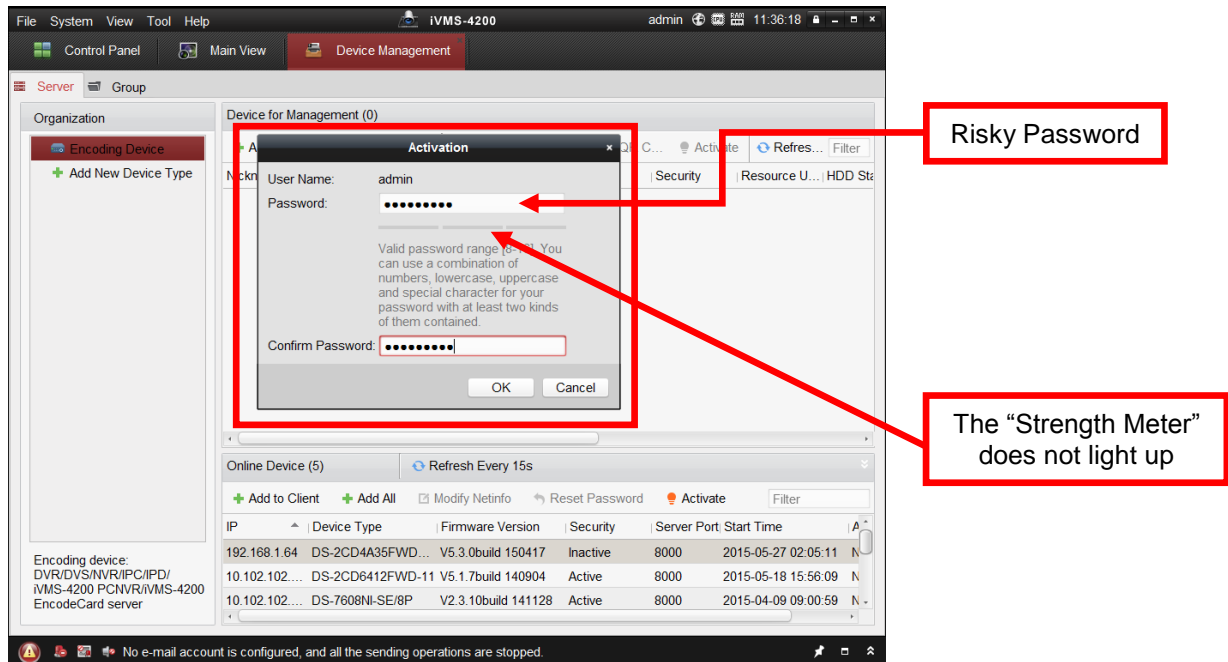 File System View Tool Help iVMS-4200 admin 11:36:18
Control Panel Main View Device Management
Server Group
Organization
Encoding Device
Add New Device Type
Encoding device:
DVR/DVS/NVR/IPC/IPD/
iVMS-4200 PCNVR/iVMS-4200
EncodeCard server
Device for Management (0)
Activate Refres... Filter
Security Resource U... HDD Sta
Activation
User Name: admin
Password: ●●●●●●●●●
Valid password range You
can use a combination of
numbers, lowercase, uppercase
and special character for your
password with at least two kinds
of them contained.
Confirm Password: ●●●●●●●●●
OK Cancel
Online Device (5) Refresh Every 15s
Add to Client Add All Modify Netinfo Reset Password Activate Filter
IP Device Type Firmware Version Security Server Port Start Time A
192.168.1.64 DS-2CD4A35FWD... V5.3.0build 150417 Inactive 8000 2015-05-27 02:05:11 N
10.102.102.... DS-2CD6412FWD-11 V5.1.7build 140904 Active 8000 2015-05-18 15:56:09 N
10.102.102.... DS-7608NI-SE/8P V2.3.10build 141128 Active 8000 2015-04-09 09:00:59 N
No e-mail account is configured, and all the sending operations are stopped.
Risky Password
The “Strength Meter”
does not light up